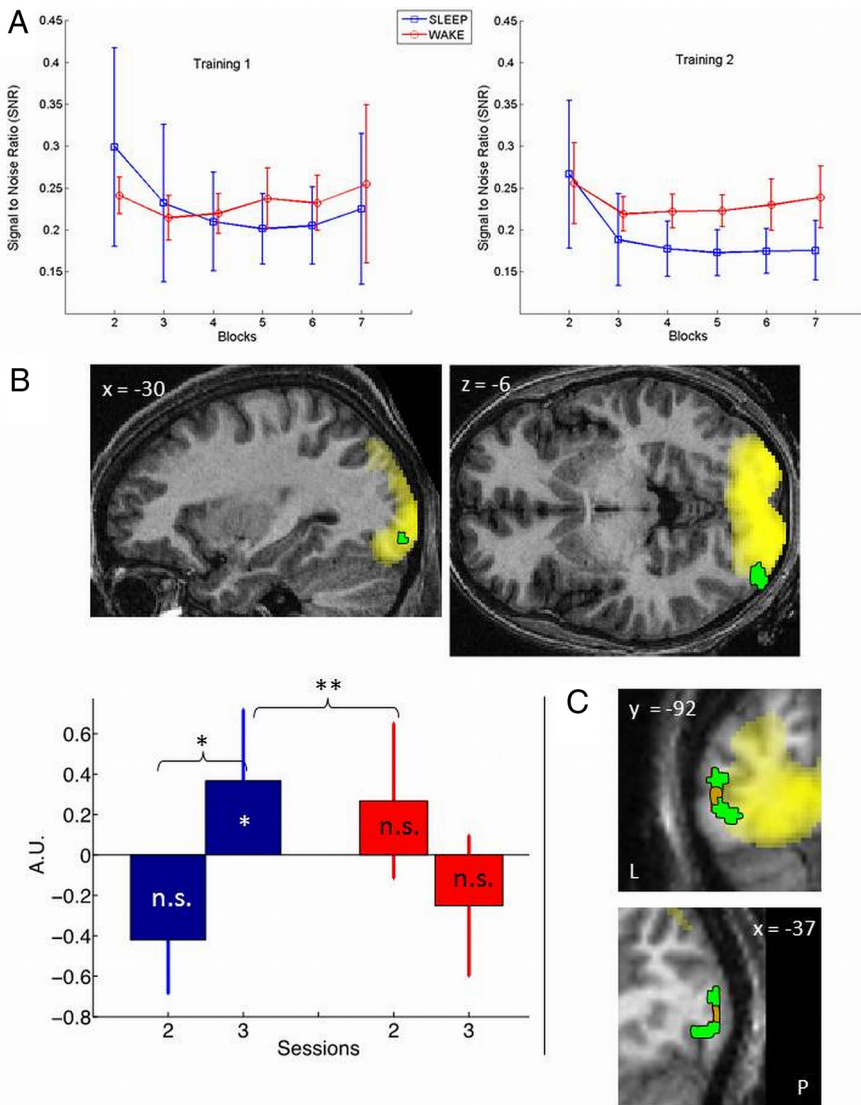 A
SLEEP
WAKE
Training 1
Training 2
Signal to Noise Ratio (SNR)
0.45
0.4
0.35
0.3
0.25
0.2
0.15
2 3 4 5 6 7
Blocks
Signal to Noise Ratio (SNR)
0.45
0.4
0.35
0.3
0.25
0.2
0.15
2 3 4 5 6 7
Blocks
B
x = -30
z = -6
A.U.
0.6
0.4
0.2
0
−0.2
−0.4
−0.6
−0.8
*
**
*
n.s.
n.s.
n.s.
2 3 2 3
Sessions
C
y = -92
L
x = -37
P